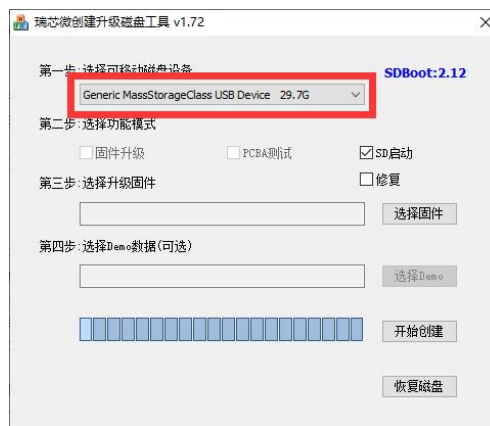 瑞芯微创建升级磁盘工具 v1.72
第一步:选择可移动磁盘设备
SDBoot:2.12
Generic MassStorageClass USB Device 29.7G
第二步:选择功能模式
固件升级 PCBA测试 SD启动
第三步:选择升级固件 修复
选择固件
第四步:选择Demo数据(可选)
选择Demo
开始创建
恢复磁盘